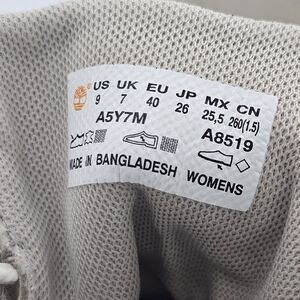 US UK EU JP MX CN
9 7 40 26 25,5 260(1.5)
A5Y7M A8519
MADE IN BANGLADESH WOMENS